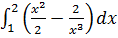 ∫₁² (x²/2 − 2/x³) dx